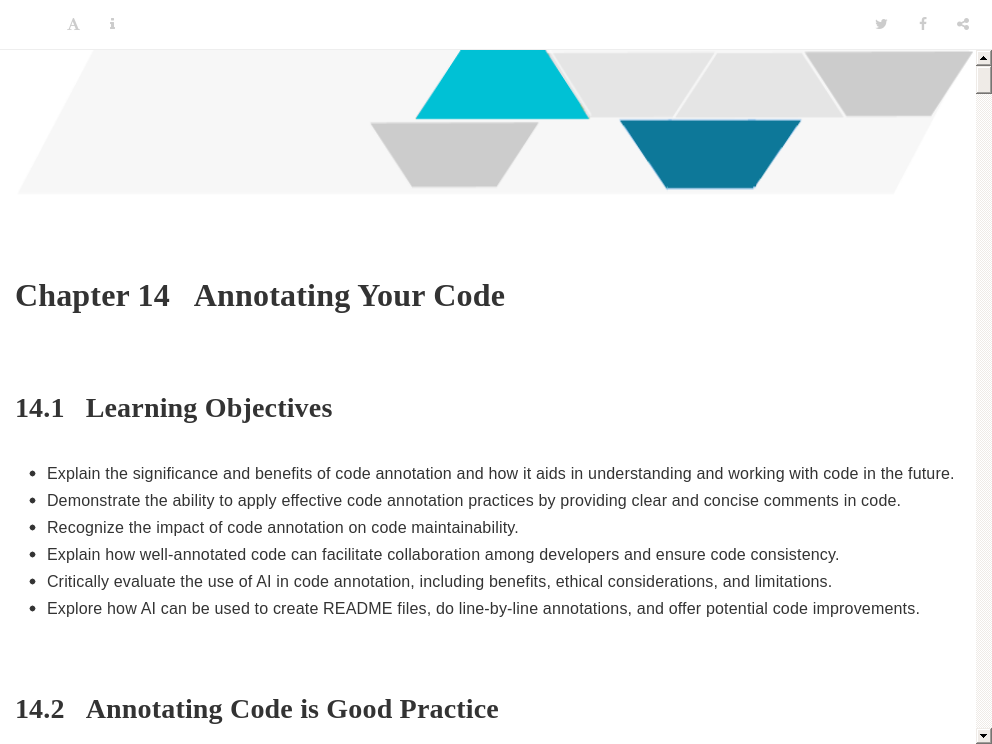 Chapter 14 Annotating Your Code
14.1 Learning Objectives
• Explain the significance and benefits of code annotation and how it aids in understanding and working with code in the future.
• Demonstrate the ability to apply effective code annotation practices by providing clear and concise comments in code.
• Recognize the impact of code annotation on code maintainability.
• Explain how well-annotated code can facilitate collaboration among developers and ensure code consistency.
• Critically evaluate the use of AI in code annotation, including benefits, ethical considerations, and limitations.
• Explore how AI can be used to create README files, do line-by-line annotations, and offer potential code improvements.
14.2 Annotating Code is Good Practice